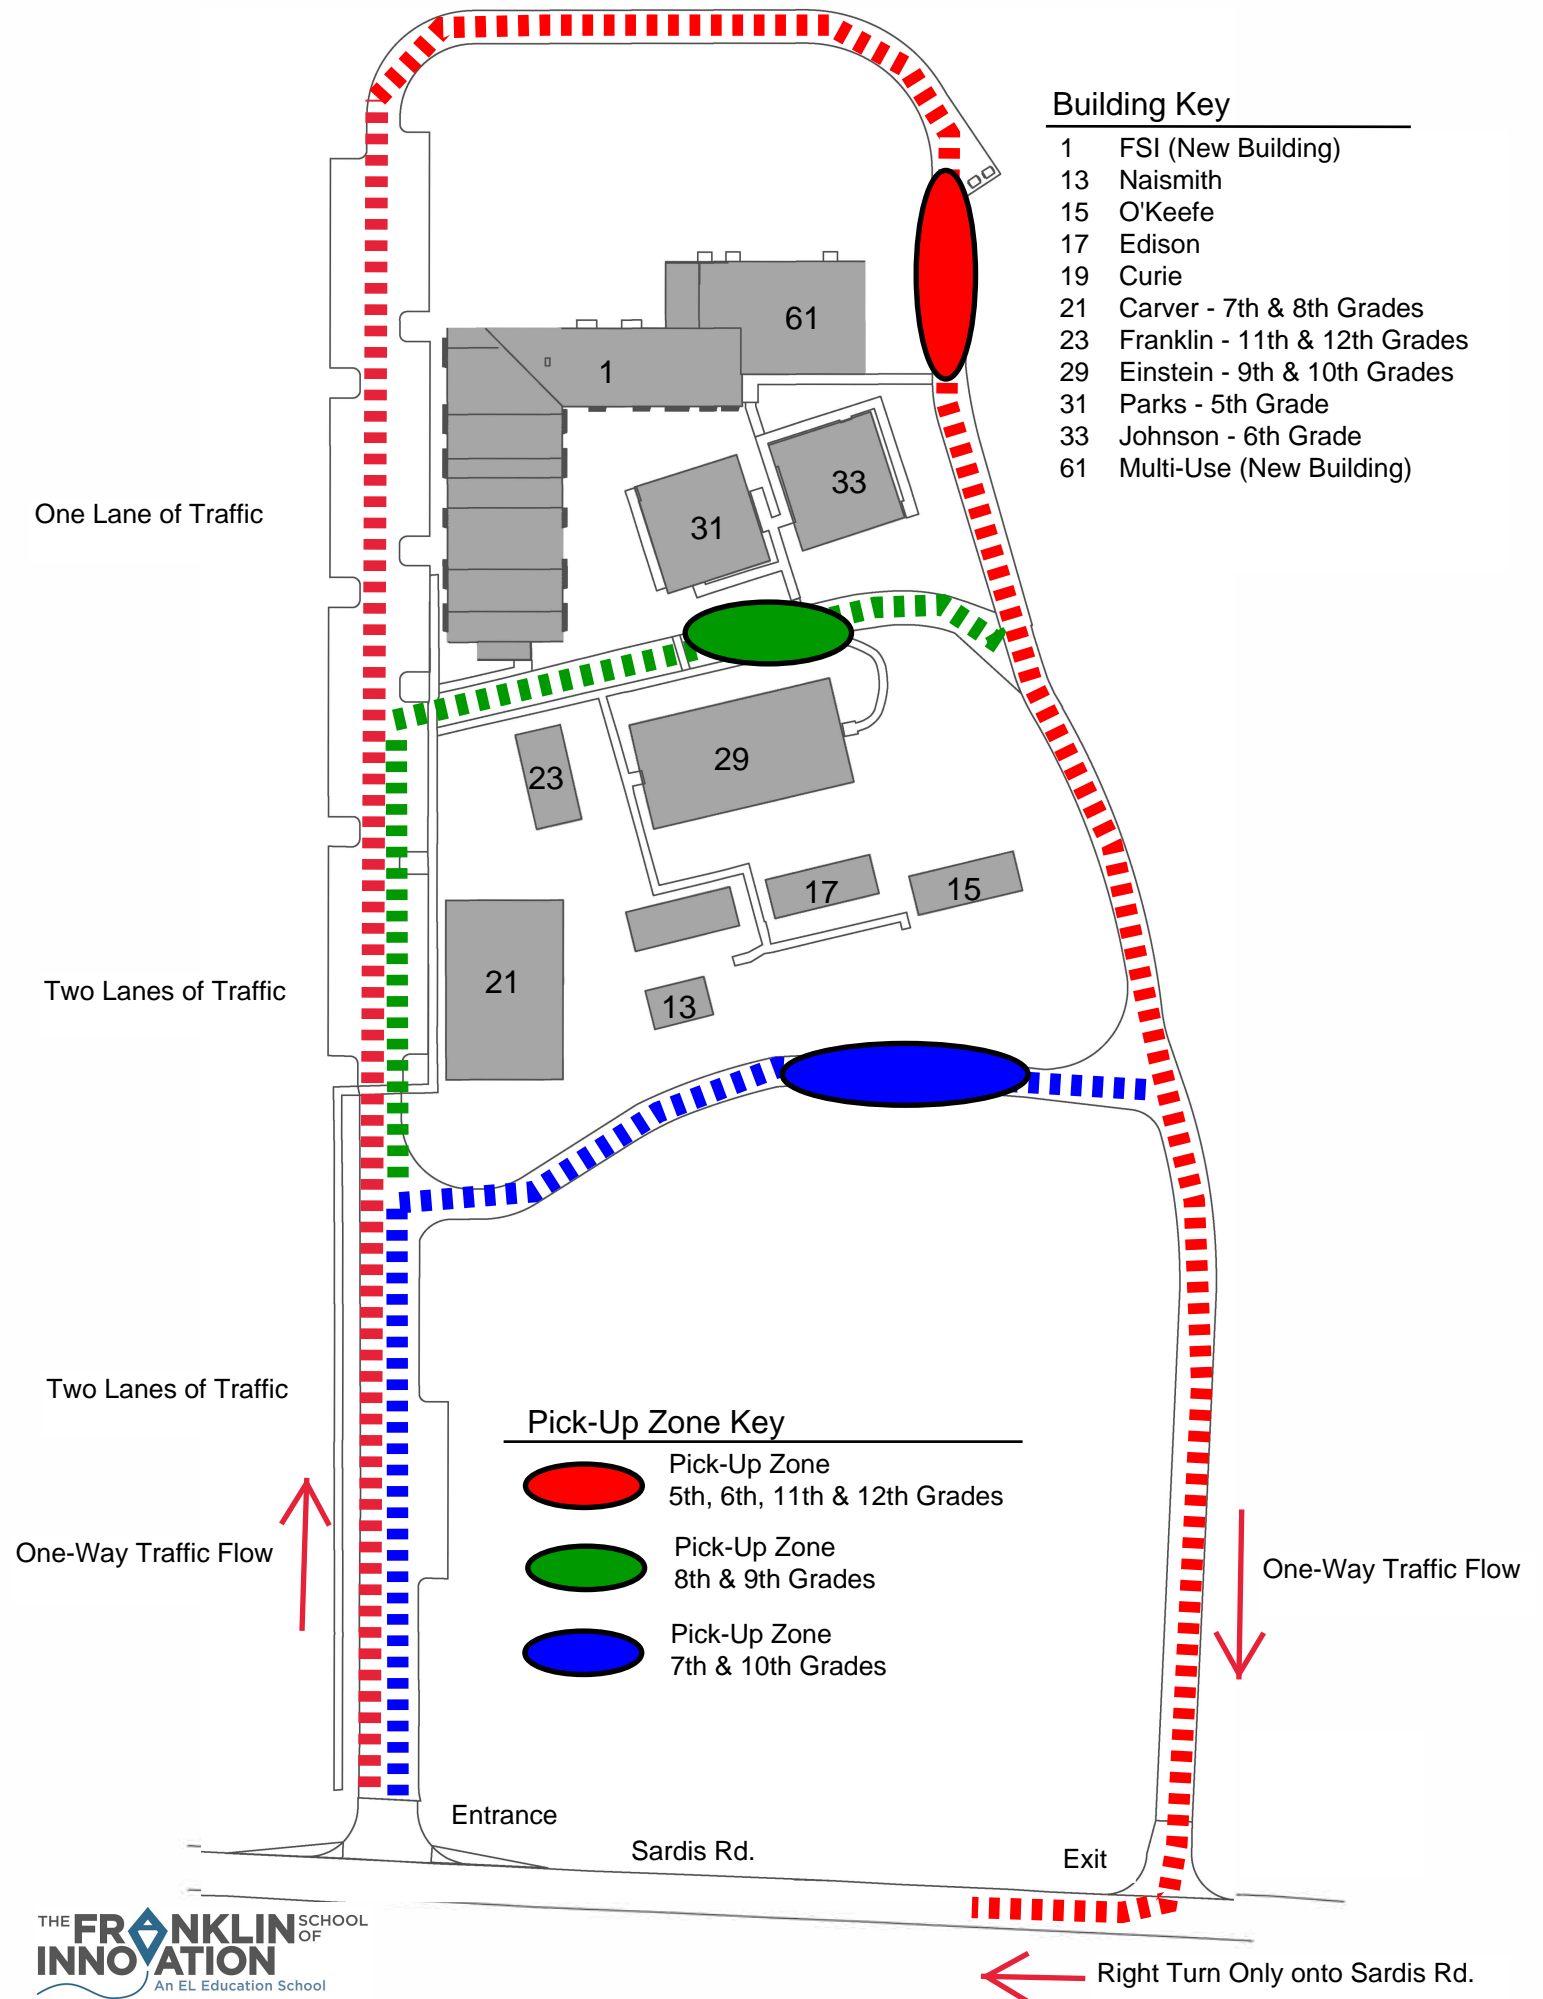 Building Key
1 FSI (New Building)
13 Naismith
15 O'Keefe
17 Edison
19 Curie
21 Carver - 7th & 8th Grades
23 Franklin - 11th & 12th Grades
29 Einstein - 9th & 10th Grades
31 Parks - 5th Grade
33 Johnson - 6th Grade
61 Multi-Use (New Building)
61
1
33
31
One Lane of Traffic
29
23
17
15
21
13
Two Lanes of Traffic
Two Lanes of Traffic
One-Way Traffic Flow
Pick-Up Zone Key
Pick-Up Zone
5th, 6th, 11th & 12th Grades
Pick-Up Zone
8th & 9th Grades
Pick-Up Zone
7th & 10th Grades
One-Way Traffic Flow
Entrance
Sardis Rd.
Exit
THE FRANKLIN SCHOOL OF
INNOVATION
An EL Education School
Right Turn Only onto Sardis Rd.